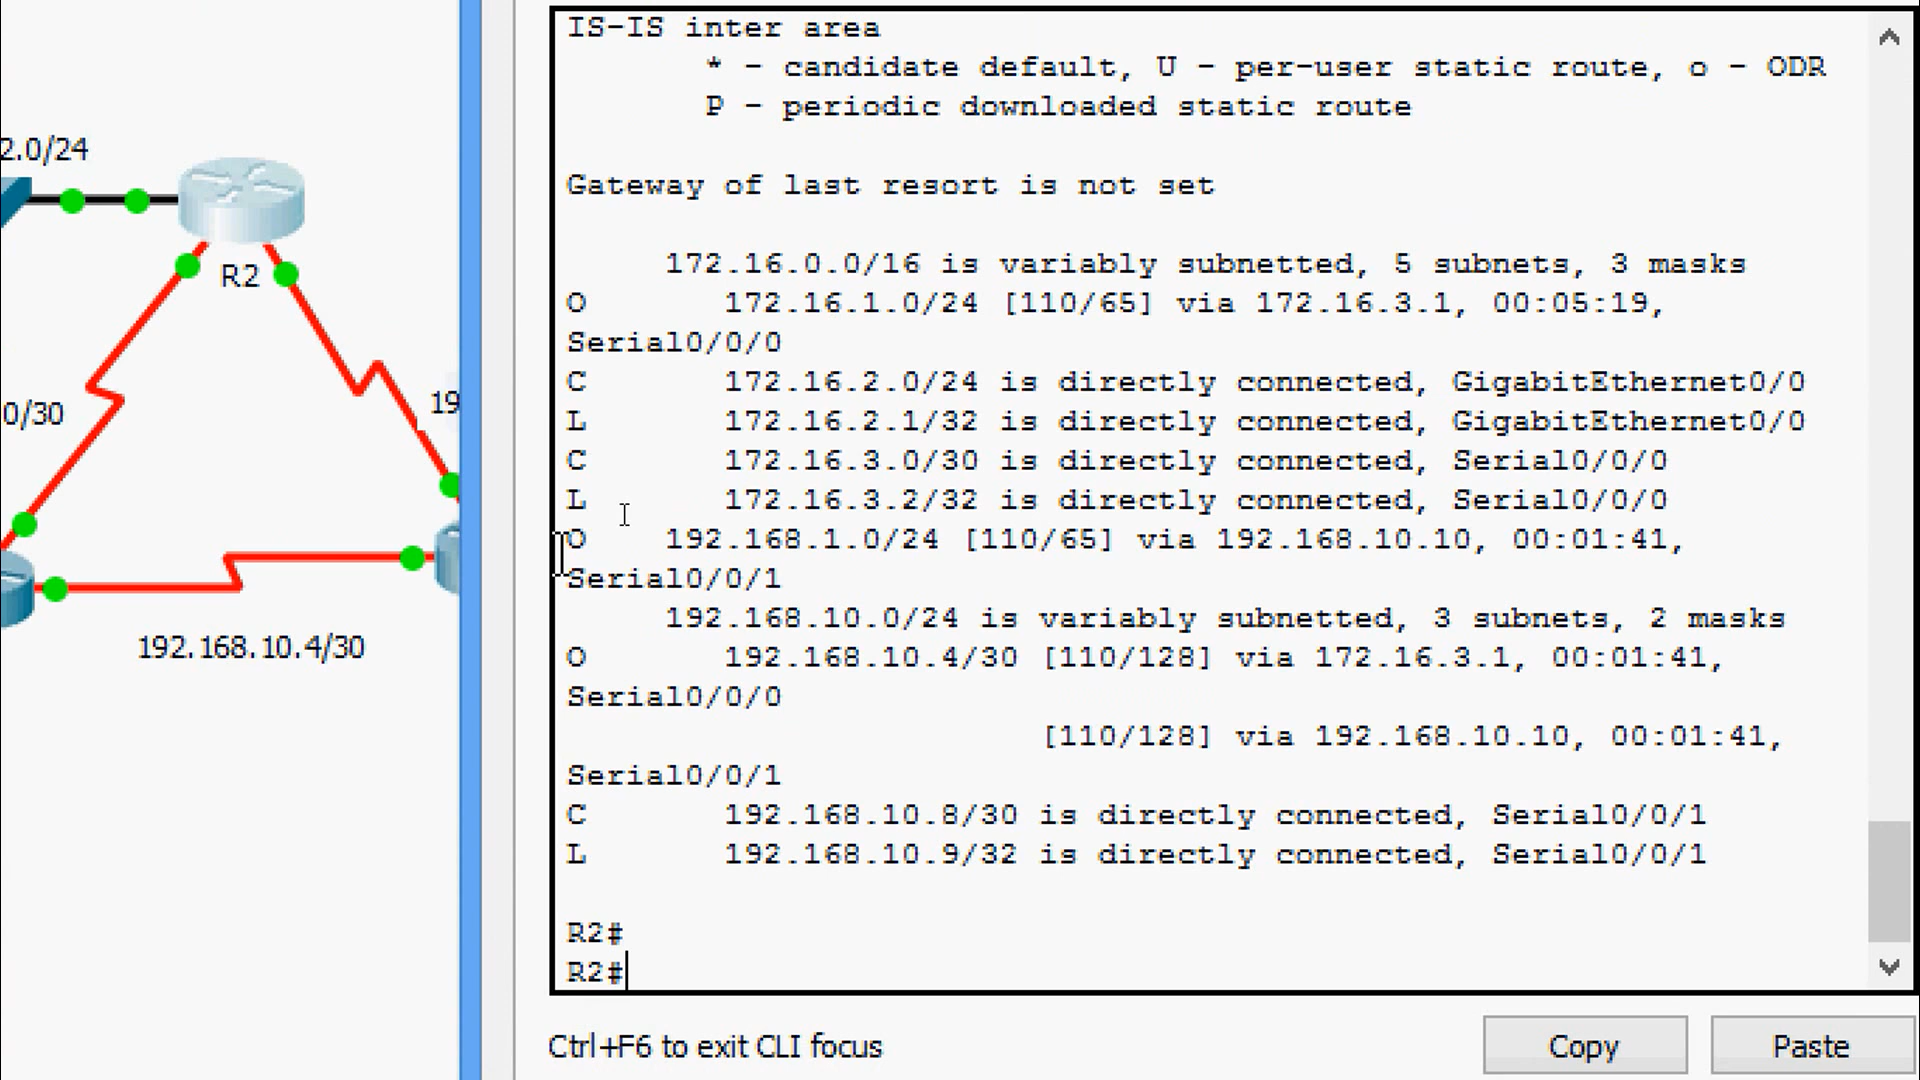 2.0/24
R2
0/30
19
192.168.10.4/30
IS-IS inter area
* - candidate default, U - per-user static route, o - ODR
P - periodic downloaded static route
Gateway of last resort is not set
172.16.0.0/16 is variably subnetted, 5 subnets, 3 masks
O 172.16.1.0/24 [110/65] via 172.16.3.1, 00:05:19,
Serial0/0/0
C 172.16.2.0/24 is directly connected, GigabitEthernet0/0
L 172.16.2.1/32 is directly connected, GigabitEthernet0/0
C 172.16.3.0/30 is directly connected, Serial0/0/0
L 172.16.3.2/32 is directly connected, Serial0/0/0
O 192.168.1.0/24 [110/65] via 192.168.10.10, 00:01:41,
Serial0/0/1
192.168.10.0/24 is variably subnetted, 3 subnets, 2 masks
O 192.168.10.4/30 [110/128] via 172.16.3.1, 00:01:41,
Serial0/0/0
[110/128] via 192.168.10.10, 00:01:41,
Serial0/0/1
C 192.168.10.8/30 is directly connected, Serial0/0/1
L 192.168.10.9/32 is directly connected, Serial0/0/1
R2#
R2#
Ctrl+F6 to exit CLI focus
Copy
Paste